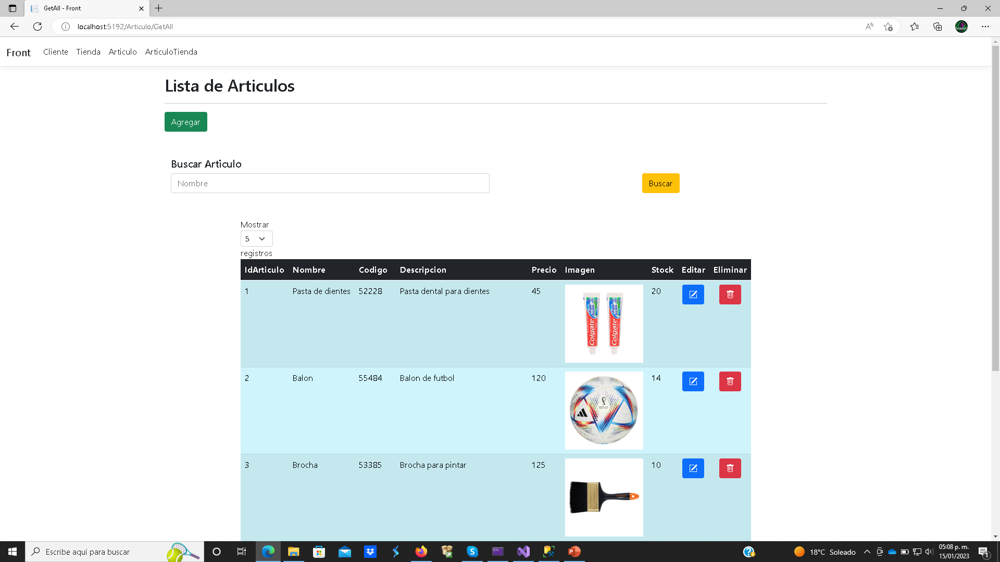 GetAll - Front
localhost:5192/Articulo/GetAll
Front Cliente Tienda Articulo ArticuloTienda
Lista de Articulos
Agregar
Buscar Articulo
Nombre Buscar
Mostrar
5
registros
IdArticulo Nombre Codigo Descripcion Precio Imagen Stock Editar Eliminar
1 Pasta de dientes 52228 Pasta dental para dientes 45 20
Colgate Colgate
2 Balon 55484 Balon de futbol 120 14
3 Brocha 53385 Brocha para pintar 125 10
Escribe aquí para buscar 18°C Soleado 05:08 p. m.
15/01/2023 1